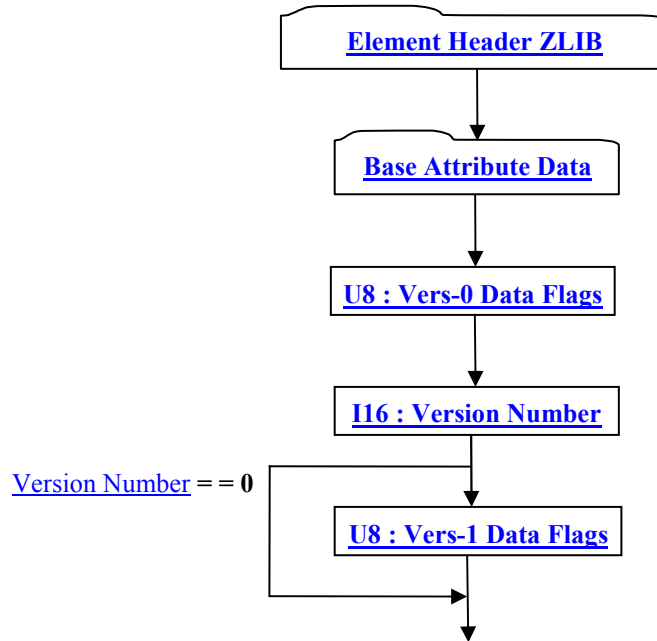 Element Header ZLIB
Base Attribute Data
U8 : Vers-0 Data Flags
I16 : Version Number
Version Number = = 0
U8 : Vers-1 Data Flags